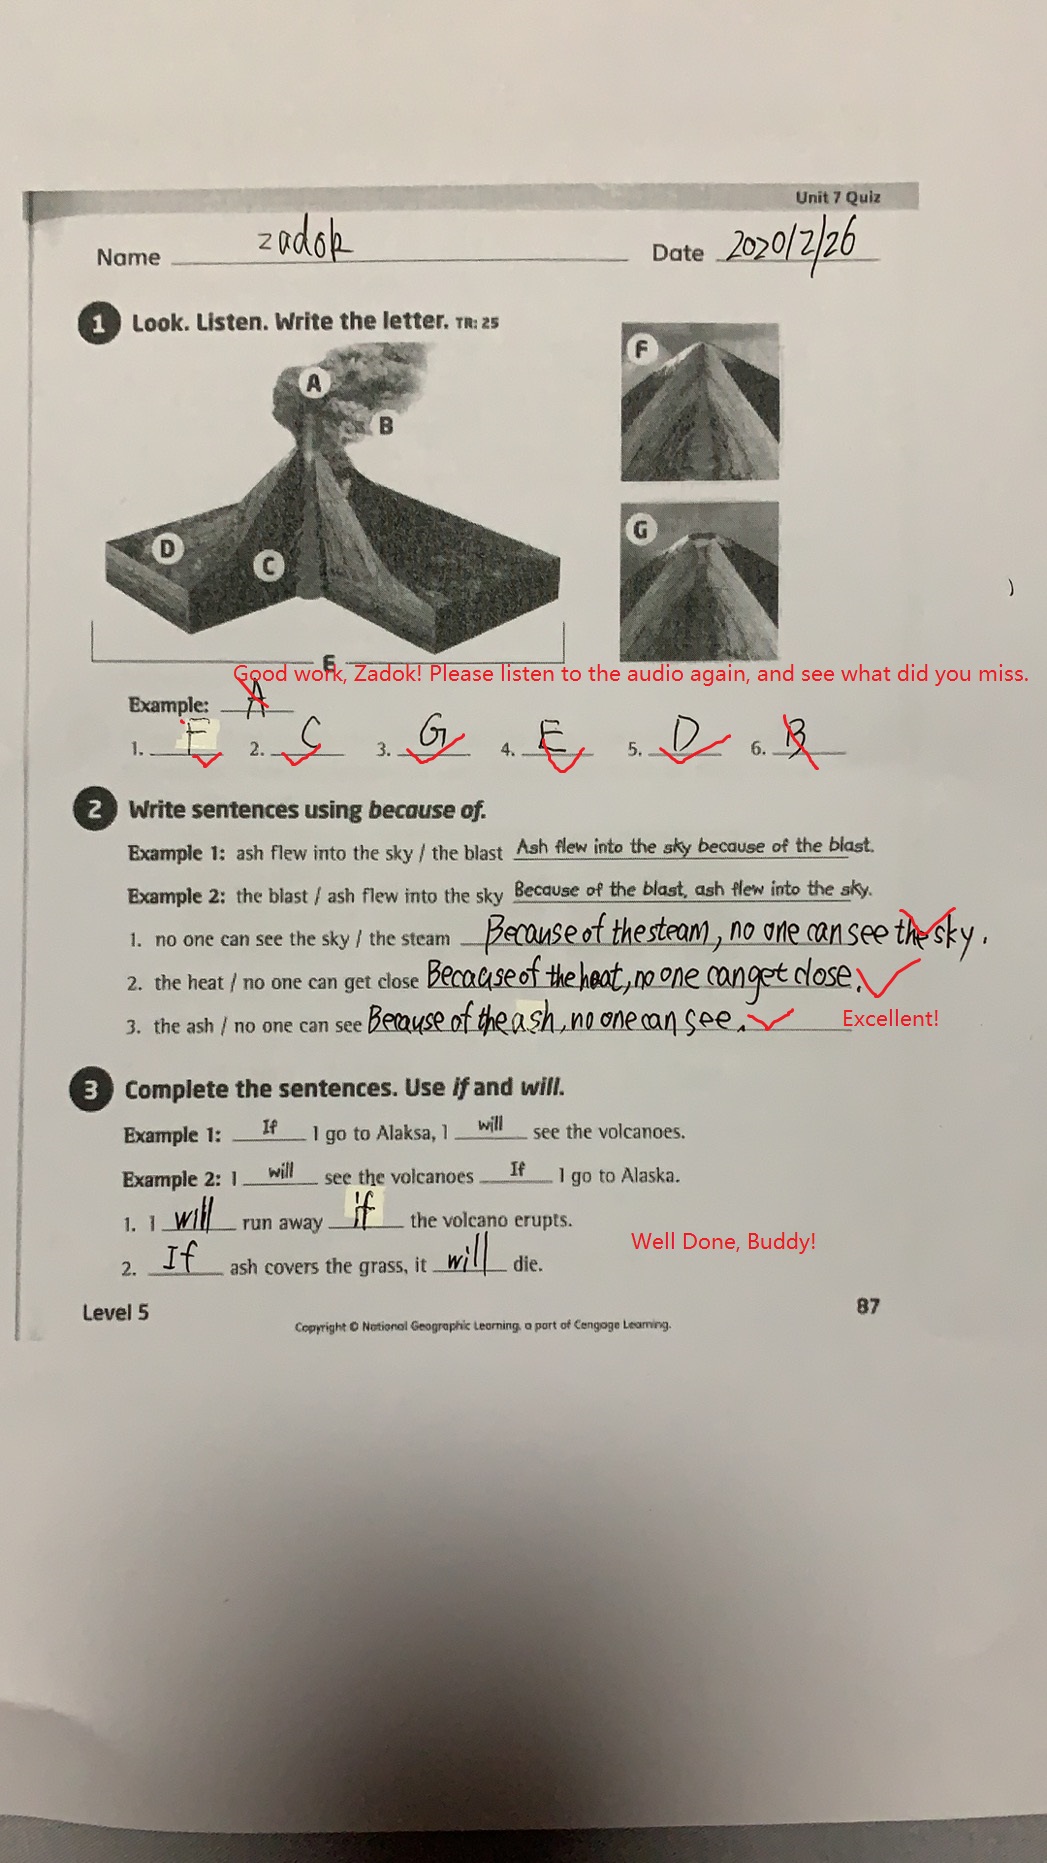 Unit 7 Quiz
Name zadok Date 2020/2/26
1 Look. Listen. Write the letter. TR: 25
A
B
C
D
E
F
G
Good work, Zadok! Please listen to the audio again, and see what did you miss.
Example: A
1. F 2. C 3. G 4. E 5. D 6. B
2 Write sentences using because of.
Example 1: ash flew into the sky / the blast Ash flew into the sky because of the blast.
Example 2: the blast / ash flew into the sky Because of the blast, ash flew into the sky.
1. no one can see the sky / the steam Because of the steam, no one can see the sky.
2. the heat / no one can get close Because of the heat, no one can get close.
3. the ash / no one can see Because of the ash, no one can see. Excellent!
3 Complete the sentences. Use if and will.
Example 1: If I go to Alaksa, I will see the volcanoes.
Example 2: I will see the volcanoes If I go to Alaska.
1. I will run away if the volcano erupts.
Well Done, Buddy!
2. If ash covers the grass, it will die.
Level 5 87
Copyright © National Geographic Learning, a part of Cengage Learning.